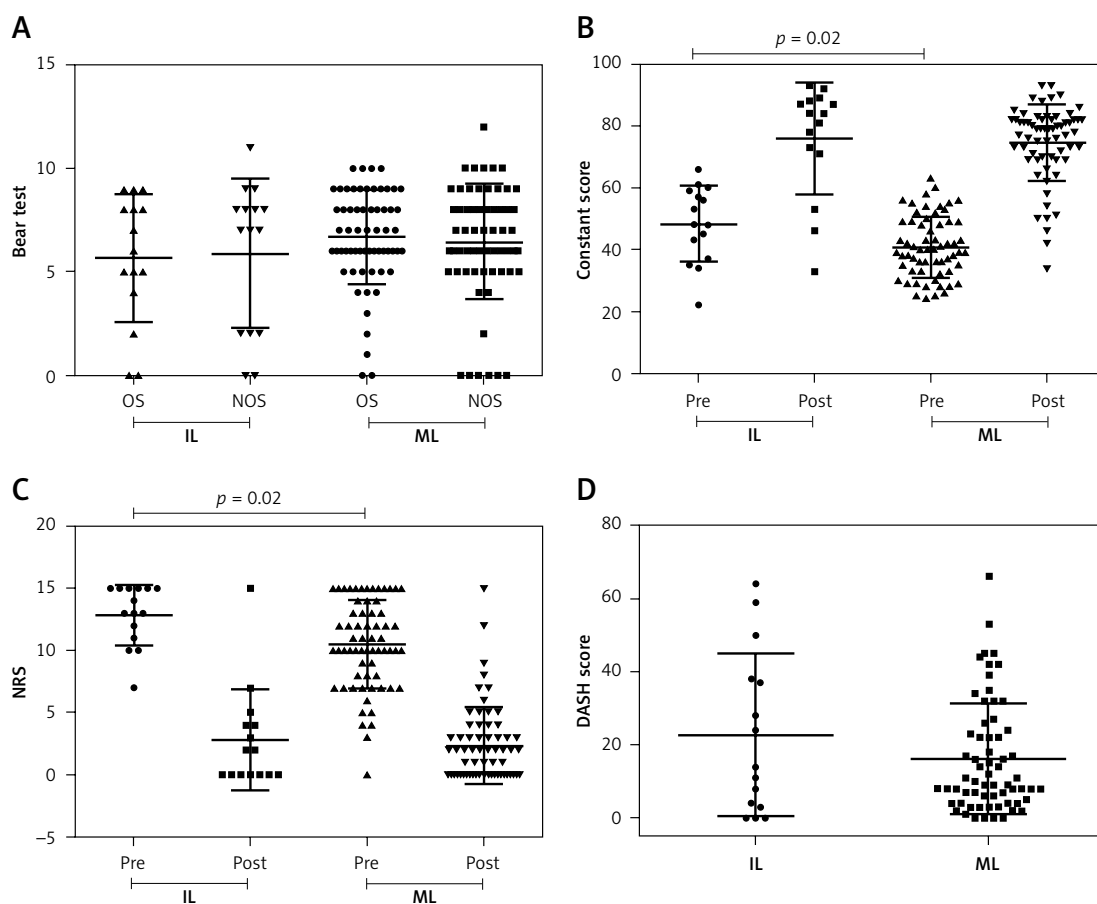 A
Bear test
15
10
5
0
OS
NOS
OS
NOS
IL
ML
B
p = 0.02
Constant score
100
80
60
40
20
0
Pre
Post
Pre
Post
IL
ML
C
p = 0.02
NRS
20
15
10
5
0
−5
Pre
Post
Pre
Post
IL
ML
D
DASH score
80
60
40
20
0
IL
ML